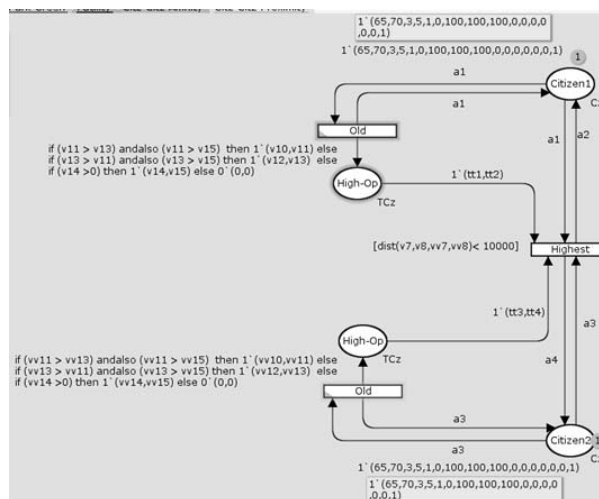 1`(65,70,3,5,1,0,100,100,100,0,0,0,0
,0,0,1)
1`(65,70,3,5,1,0,100,100,100,0,0,0,0,0,0,1)
1
a1
Citizen1
a1
Old
if (v11 > v13) andalso (v11 > v15) then 1`(v10,v11) else
if (v13 > v11) andalso (v13 > v15) then 1`(v12,v13) else
if (v14 >0) then 1`(v14,v15) else 0`(0,0)
a1
a2
High-Op
1`(tt1,tt2)
TCz
[dist(v7,v8,vv7,vv8)< 10000]
Highest
1`(tt3,tt4)
a3
High-Op
a4
TCz
if (vv11 > vv13) andalso (vv11 > vv15) then 1`(vv10,vv11) else
if (vv13 > vv11) andalso (vv13 > vv15) then 1`(vv12,vv13) else
if (vv14 >0) then 1`(vv14,vv15) else 0`(0,0)
Old
a3
Citizen2
1
a3
1`(65,70,3,5,1,0,100,100,100,0,0,0,0,0,0,1)
1`(65,70,3,5,1,0,100,100,100,0,0,0,0
,0,0,1)